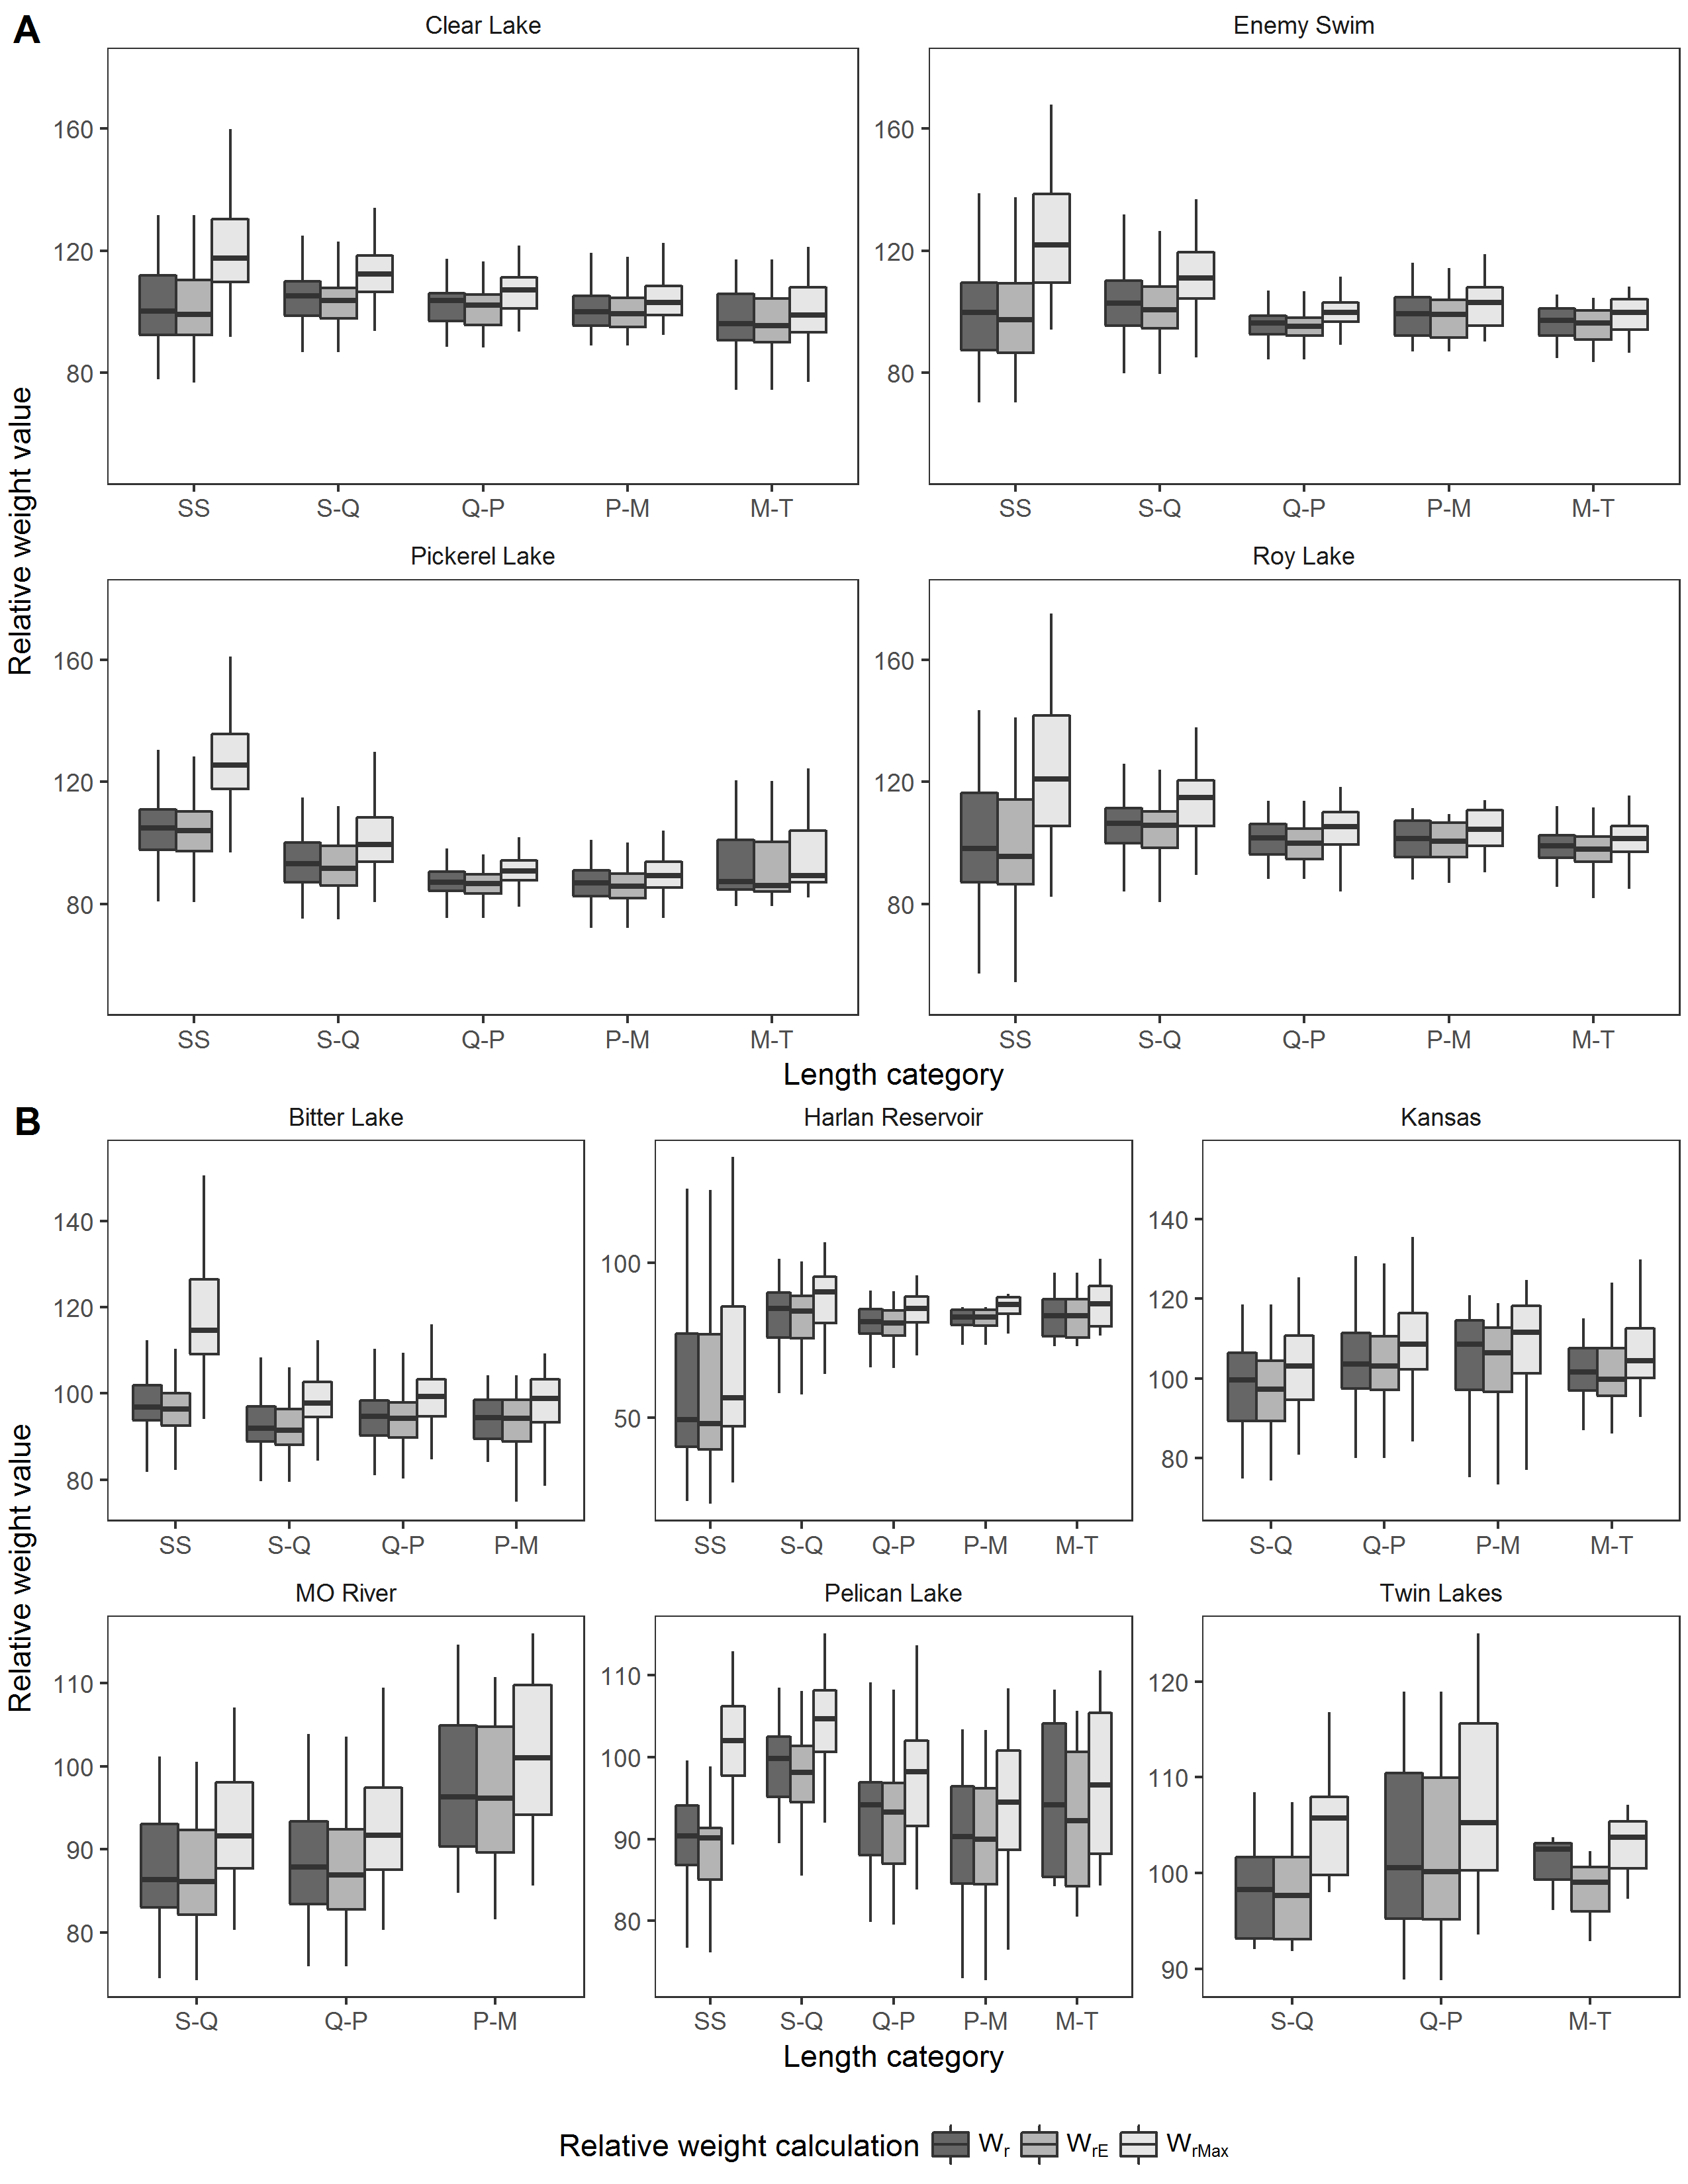 A
Clear Lake
Enemy Swim
160
120
80
160
120
80
SS S-Q Q-P P-M M-T
SS S-Q Q-P P-M M-T
Relative weight value
Pickerel Lake
Roy Lake
160
120
80
160
120
80
SS S-Q Q-P P-M M-T
SS S-Q Q-P P-M M-T
Length category
B
Bitter Lake
Harlan Reservoir
Kansas
140
120
100
80
100
50
140
120
100
80
SS S-Q Q-P P-M
SS S-Q Q-P P-M M-T
S-Q Q-P P-M M-T
Relative weight value
MO River
Pelican Lake
Twin Lakes
110
100
90
80
110
100
90
80
120
110
100
90
S-Q Q-P P-M
SS S-Q Q-P P-M M-T
S-Q Q-P M-T
Length category
Relative weight calculation Wr WrE WrMax